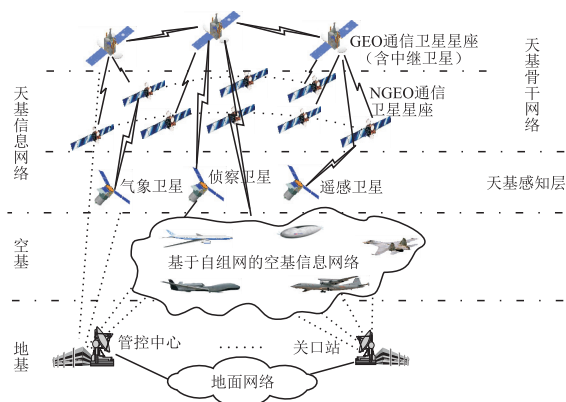 GEO通信卫星星座
（含中继卫星）
天基骨干网络
NGEO通信
卫星星座
天基信息网络
气象卫星
侦察卫星
遥感卫星
天基感知层
空基
基于自组网的空基信息网络
地基
管控中心
......
关口站
地面网络